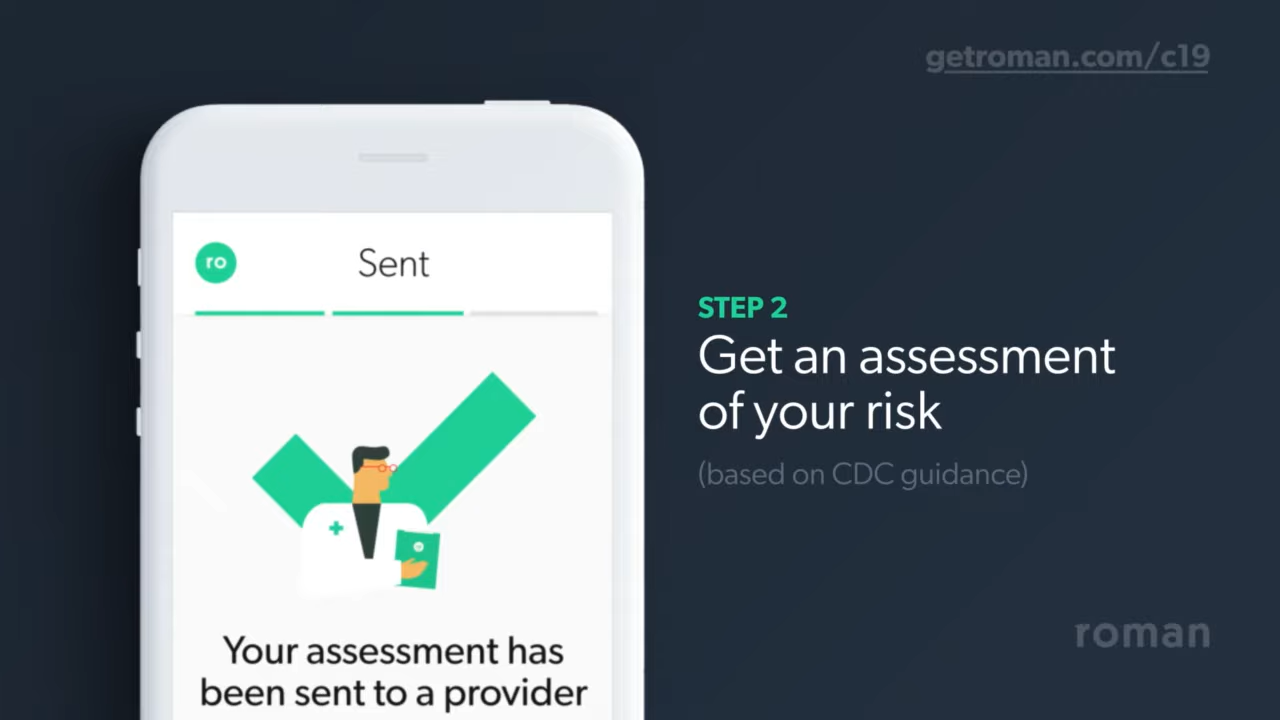 getroman.com/c19
ro
Sent
STEP 2
Get an assessment
of your risk
(based on CDC guidance)
Your assessment has
been sent to a provider
roman